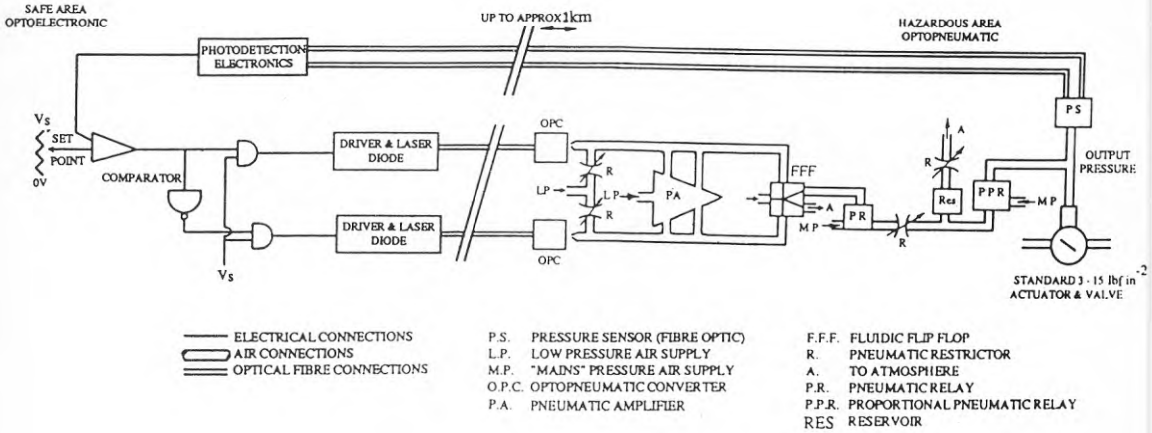 SAFE AREA
OPTOELECTRONIC
UP TO APPROX 1km
HAZARDOUS AREA
OPTOPNEUMATIC
PHOTODETECTION
ELECTRONICS
PS
Vs
SET
POINT
0V
COMPARATOR
DRIVER & LASER
DIODE
OPC
R
LP
LP
PA
R
FFF
A
PR
MP
R
A
R
Res
PPR
MP
OUTPUT
PRESSURE
DRIVER & LASER
DIODE
OPC
Vs
STANDARD 3 - 15 lbf in-2
ACTUATOR & VALVE
ELECTRICAL CONNECTIONS
AIR CONNECTIONS
OPTICAL FIBRE CONNECTIONS
P.S. PRESSURE SENSOR (FIBRE OPTIC)
L.P. LOW PRESSURE AIR SUPPLY
M.P. "MAINS" PRESSURE AIR SUPPLY
O.P.C. OPTOPNEUMATIC CONVERTER
P.A. PNEUMATIC AMPLIFIER
F.F.F. FLUIDIC FLIP FLOP
R. PNEUMATIC RESTRICTOR
A. TO ATMOSPHERE
P.R. PNEUMATIC RELAY
P.P.R. PROPORTIONAL PNEUMATIC RELAY
RES RESERVOIR